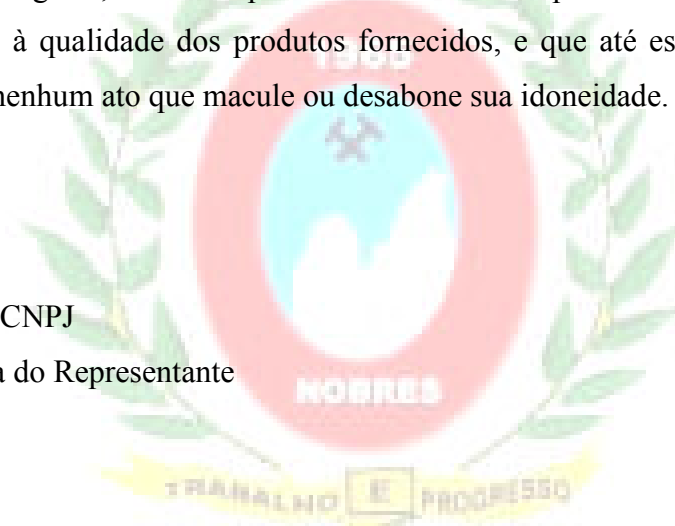 à qualidade dos produtos fornecidos, e que até es
nenhum ato que macule ou desabone sua idoneidade.
CNPJ
do Representante
NOBRES
TRABALHO E PROGRESSO